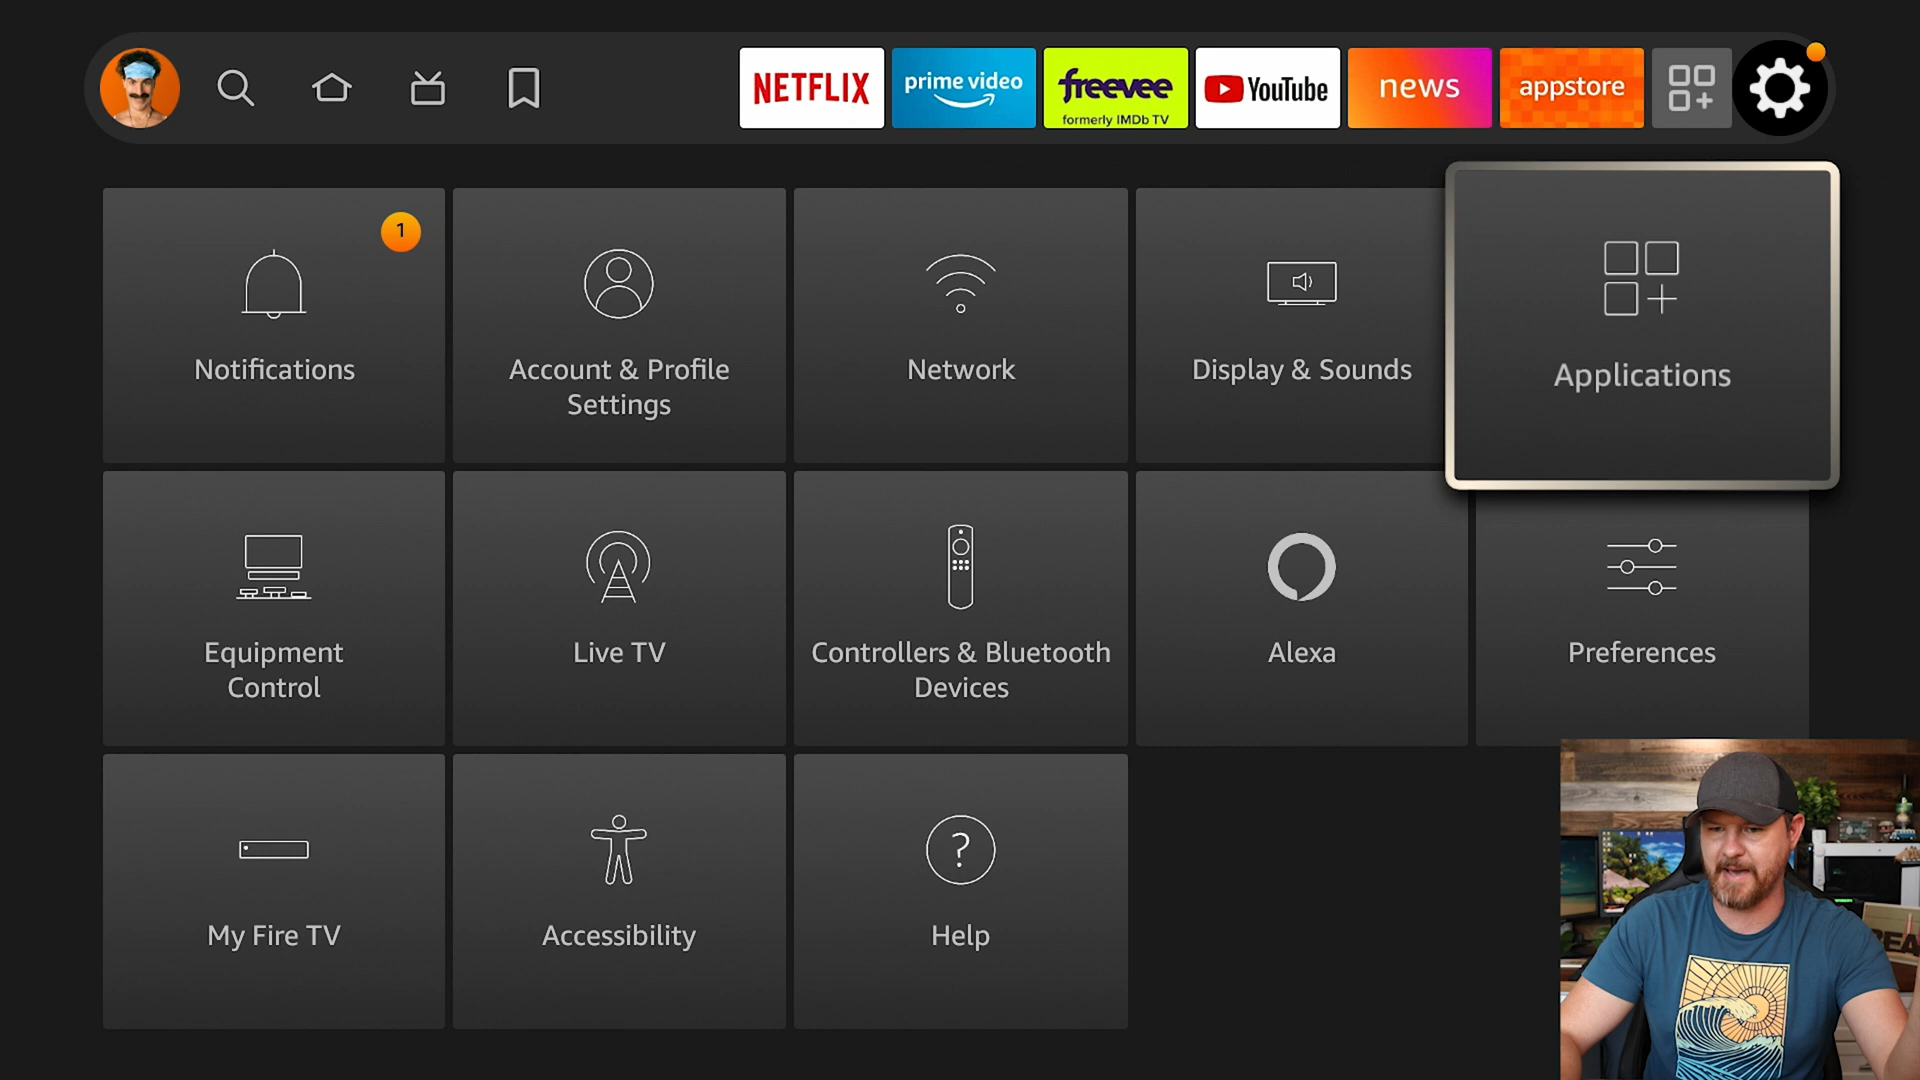 NETFLIX
prime video
freevee
formerly IMDb TV
YouTube
news
appstore
1
Notifications
Account & Profile
Settings
Network
Display & Sounds
Applications
Equipment
Control
Live TV
Controllers & Bluetooth
Devices
Alexa
Preferences
My Fire TV
Accessibility
?
Help